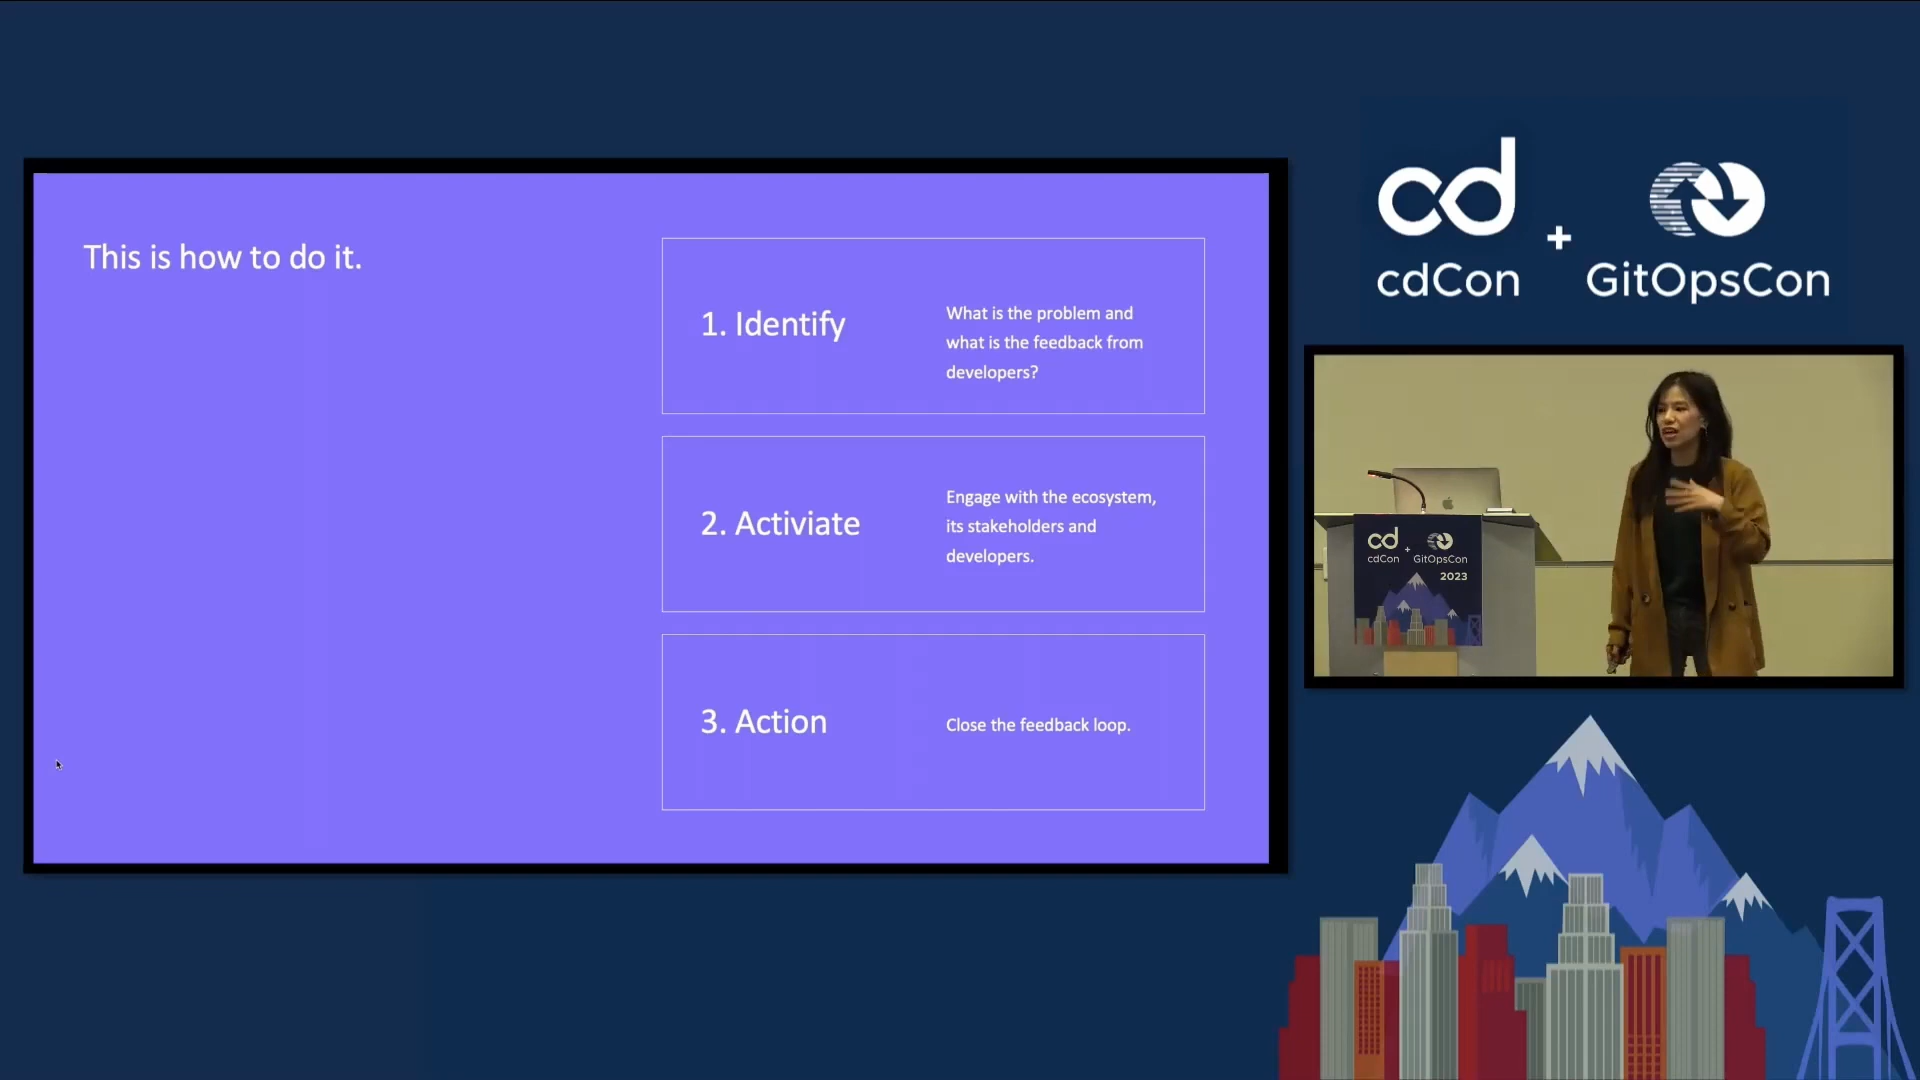 This is how to do it.
1. Identify
What is the problem and
what is the feedback from
developers?
2. Activiate
Engage with the ecosystem,
its stakeholders and
developers.
3. Action
Close the feedback loop.
cd
cdCon
+
GitOpsCon
cd
cdCon
+
GitOpsCon
2023